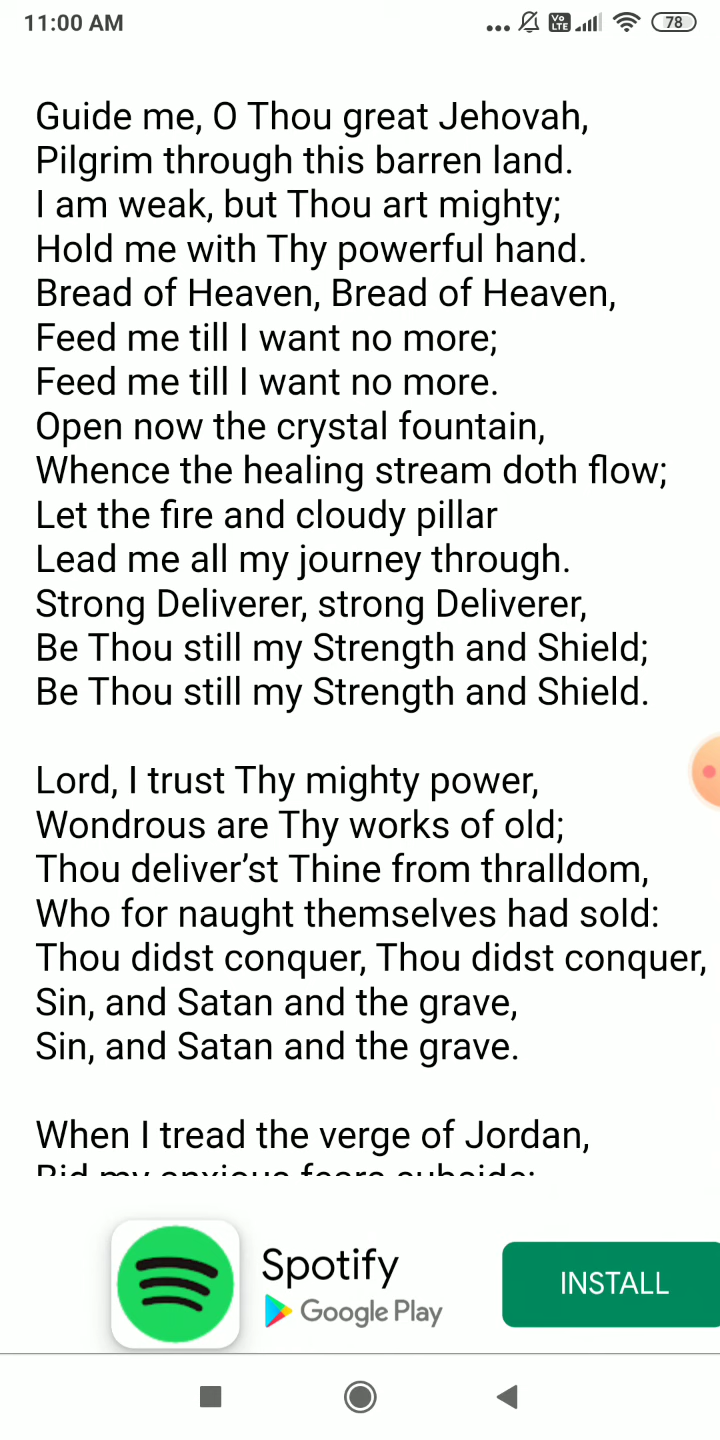 11:00 AM
Vo LTE
78
Guide me, O Thou great Jehovah,
Pilgrim through this barren land.
I am weak, but Thou art mighty;
Hold me with Thy powerful hand.
Bread of Heaven, Bread of Heaven,
Feed me till I want no more;
Feed me till I want no more.
Open now the crystal fountain,
Whence the healing stream doth flow;
Let the fire and cloudy pillar
Lead me all my journey through.
Strong Deliverer, strong Deliverer,
Be Thou still my Strength and Shield;
Be Thou still my Strength and Shield.
Lord, I trust Thy mighty power,
Wondrous are Thy works of old;
Thou deliver’st Thine from thralldom,
Who for naught themselves had sold:
Thou didst conquer, Thou didst conquer,
Sin, and Satan and the grave,
Sin, and Satan and the grave.
When I tread the verge of Jordan,
Bid my anxious fears subside;
Spotify
Google Play
INSTALL